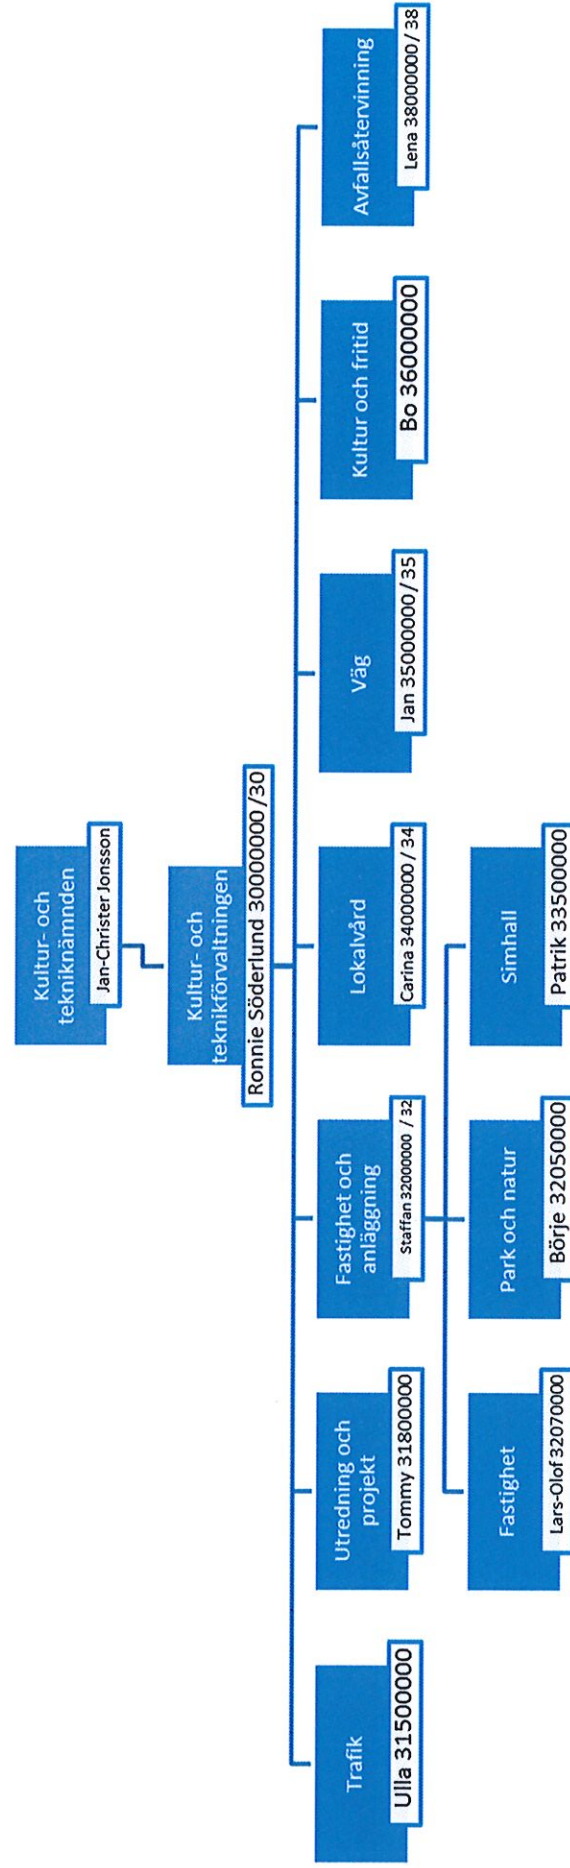 Kultur- och
tekniknämnden
Jan-Christer Jonsson
Kultur- och
teknikförvaltningen
Ronnie Söderlund 30000000 /30
Trafik
Ulla 31500000
Utredning och
projekt
Tommy 31800000
Fastighet och
anläggning
Staffan 32000000 / 32
Lokalvård
Carina 34000000 / 34
Väg
Jan 35000000/ 35
Kultur och fritid
Bo 36000000
Avfallsåtervinning
Lena 38000000/ 38
Fastighet
Lars-Olof 32070000
Park och natur
Börje 32050000
Simhall
Patrik 33500000